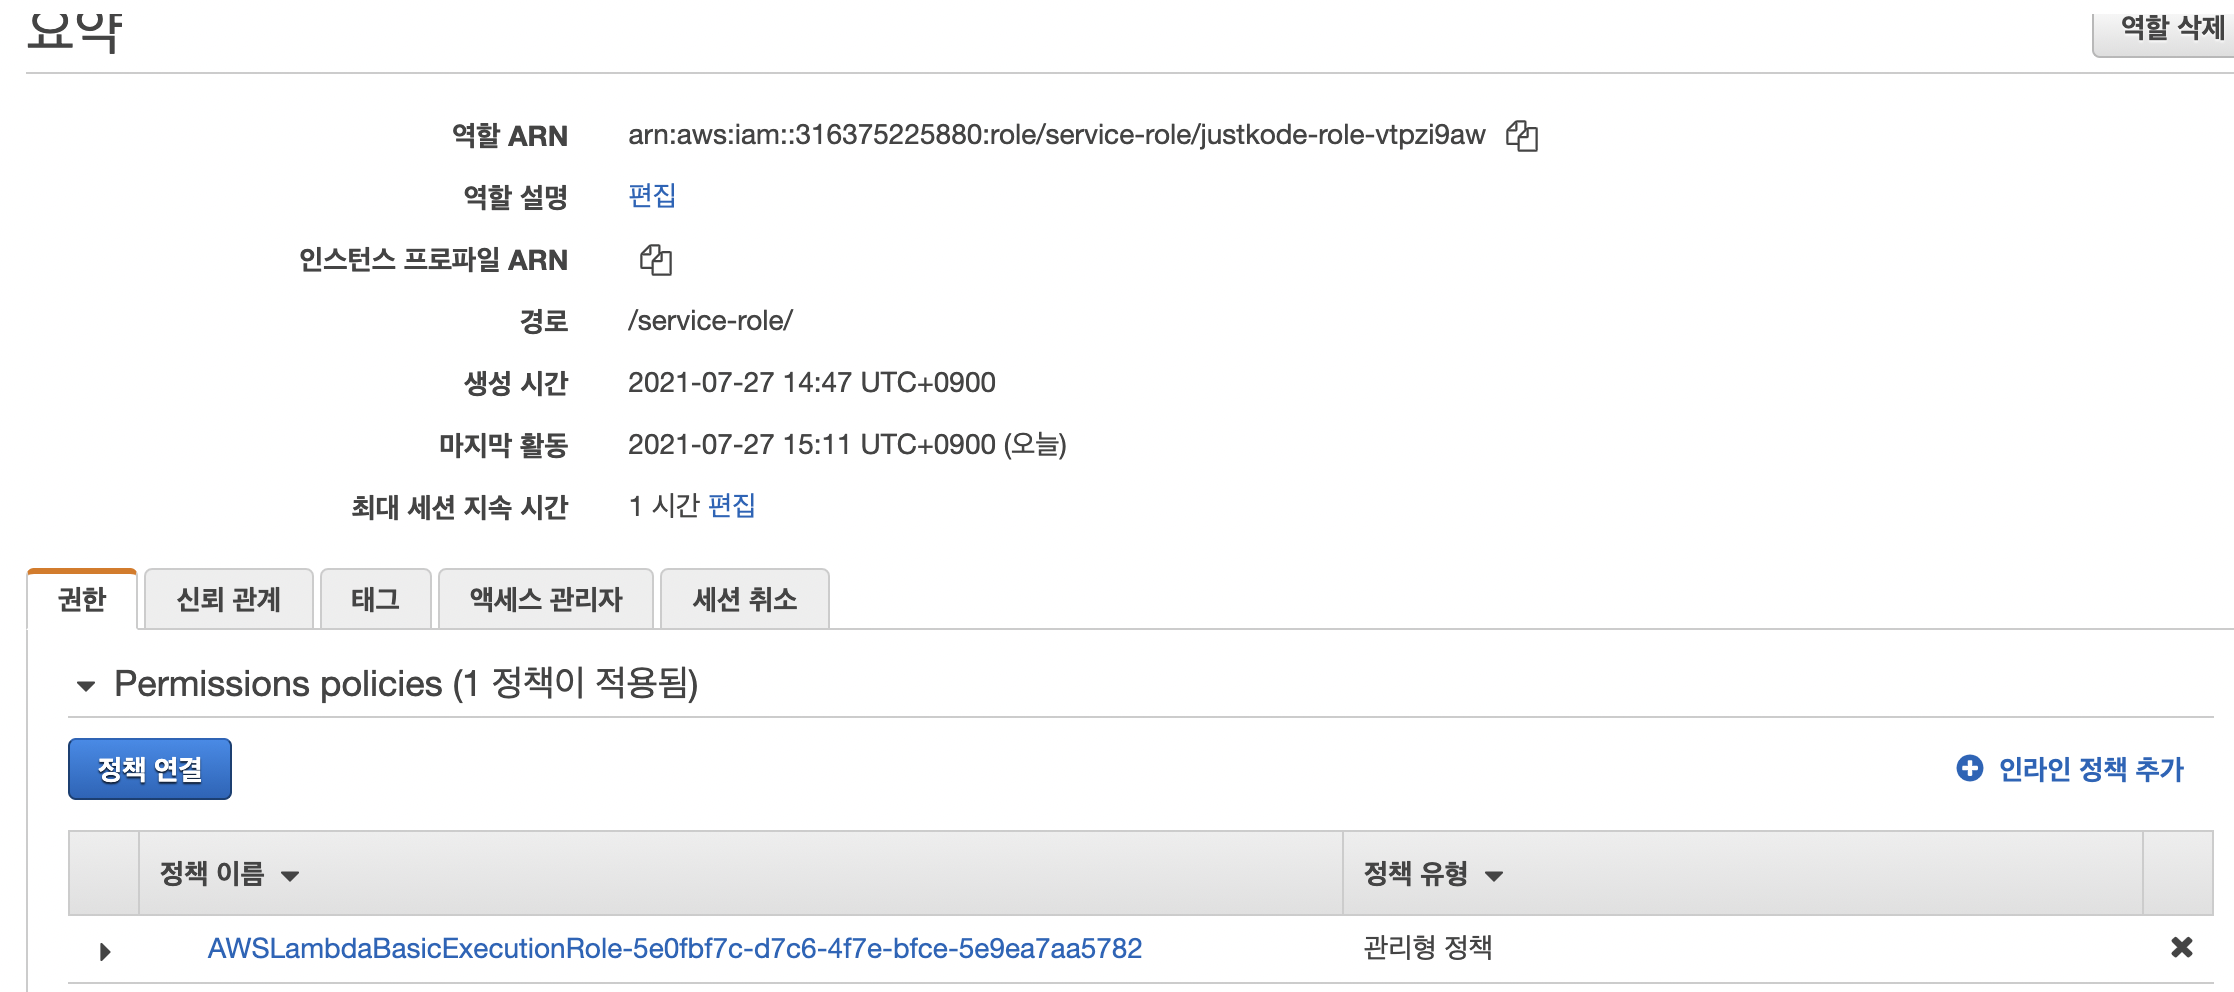 요약
역할 삭제
역할 ARN arn:aws:iam::316375225880:role/service-role/justkode-role-vtpzi9aw
역할 설명 편집
인스턴스 프로파일 ARN
경로 /service-role/
생성 시간 2021-07-27 14:47 UTC+0900
마지막 활동 2021-07-27 15:11 UTC+0900 (오늘)
최대 세션 지속 시간 1 시간 편집
권한 신뢰 관계 태그 액세스 관리자 세션 취소
Permissions policies (1 정책이 적용됨)
정책 연결 인라인 정책 추가
정책 이름 정책 유형
AWSLambdaBasicExecutionRole-5e0fbf7c-d7c6-4f7e-bfce-5e9ea7aa5782 관리형 정책